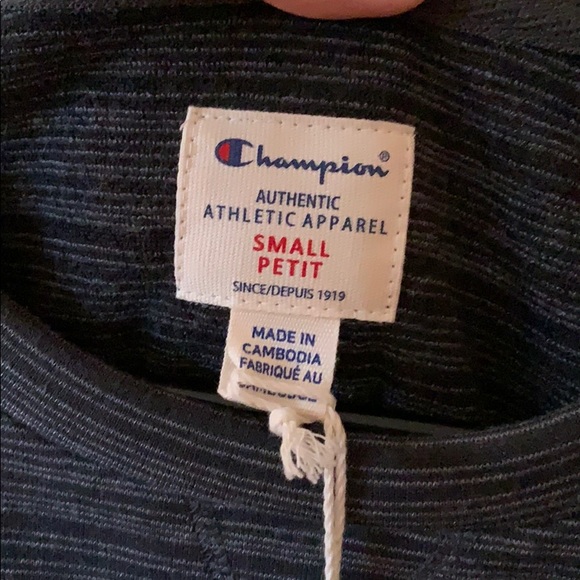 Champion®
AUTHENTIC
ATHLETIC APPAREL
SMALL
PETIT
SINCE/DEPUIS 1919
MADE IN
CAMBODIA
FABRIQUÉ AU